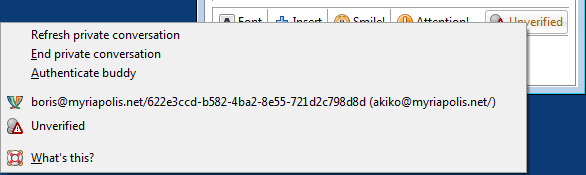 Font Insert Smile! Attention! Unverified
Refresh private conversation
End private conversation
Authenticate buddy
boris@myriapolis.net/622e3ccd-b582-4ba2-8e55-721d2c798d8d (akiko@myriapolis.net/)
Unverified
What's this?